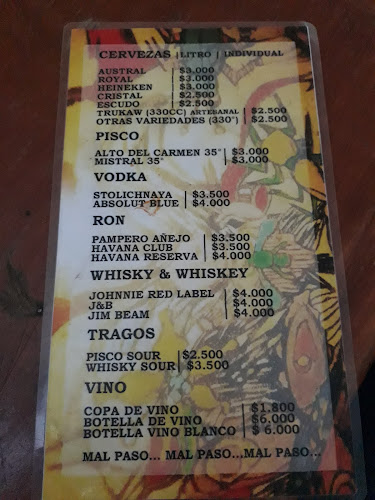 CERVEZAS |LITRO | INDIVIDUAL
AUSTRAL | $3.000
ROYAL | $3.000
HEINEKEN | $3.000
CRISTAL | $2.500
ESCUDO | $2.500
TRUKAW (330CC) ARTESANAL | $2.500
OTRAS VARIEDADES (330") | $2.500
PISCO
ALTO DEL CARMEN 35° | $3.000
MISTRAL 35° | $3.000
VODKA
STOLICHNAYA | $3.500
ABSOLUT BLUE | $4.000
RON
PAMPERO AÑEJO | $3.500
HAVANA CLUB | $3.500
HAVANA RESERVA | $4.000
WHISKY & WHISKEY
JOHNNIE RED LABEL | $4.000
J&B | $4.000
JIM BEAM | $4.000
TRAGOS
PISCO SOUR | $2.500
WHISKY SOUR | $3.500
VINO
COPA DE VINO | $1.800
BOTELLA DE VINO | $6.000
BOTELLA VINO BLANCO | $ 6.000
MAL PASO... MAL PASO...MAL PASO...